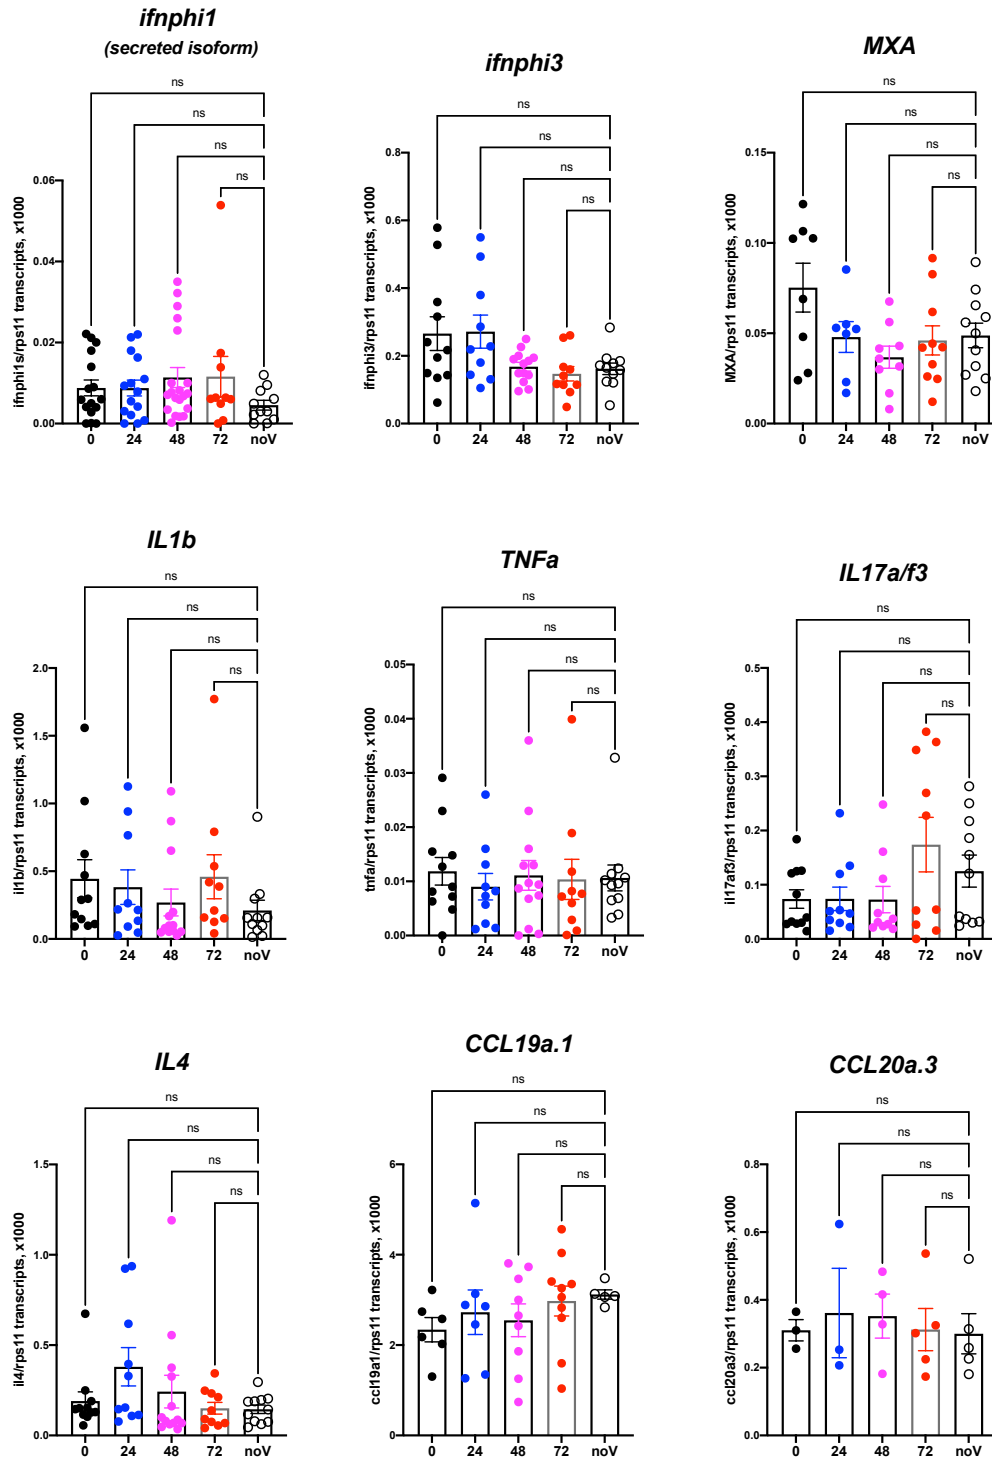 ifnphi1
(secreted isoform)
ns
ns
ns
ns
ifnphi1s/rps11 transcripts, x1000
0.06
0.04
0.02
0.00
0 24 48 72 noV
ifnphi3
ns
ns
ns
ns
ifnphi3/rps11 transcripts, x1000
0.8
0.6
0.4
0.2
0.0
0 24 48 72 noV
MXA
ns
ns
ns
ns
MXA/rps11 transcripts, x1000
0.15
0.10
0.05
0.00
0 24 48 72 noV
IL1b
ns
ns
ns
ns
il1b/rps11 transcripts, x1000
2.0
1.5
1.0
0.5
0.0
0 24 48 72 noV
TNFa
ns
ns
ns
ns
tnfa/rps11 transcripts, x1000
0.05
0.04
0.03
0.02
0.01
0.00
0 24 48 72 noV
IL17a/f3
ns
ns
ns
ns
il17af3/rps11 transcripts, x1000
0.5
0.4
0.3
0.2
0.1
0.0
0 24 48 72 noV
IL4
ns
ns
ns
ns
il4/rps11 transcripts, x1000
1.5
1.0
0.5
0.0
0 24 48 72 noV
CCL19a.1
ns
ns
ns
ns
ccl19a1/rps11 transcripts, x1000
6
4
2
0
0 24 48 72 noV
CCL20a.3
ns
ns
ns
ns
ccl20a3/rps11 transcripts, x1000
0.8
0.6
0.4
0.2
0.0
0 24 48 72 noV